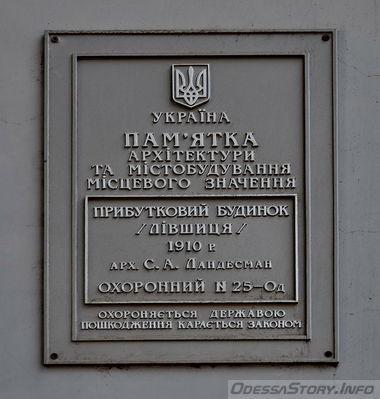 УКРАЇНА
ПАМ'ЯТКА
АРХІТЕКТУРИ
ТА МІСТОБУДУВАННЯ
МІСЦЕВОГО ЗНАЧЕННЯ
ПРИБУТКОВИЙ БУДИНОК
/ЛІВШИЦЯ/
1910 р.
АРХ. С. А. ЛАНДЕСМАН
ОХОРОННИЙ N 25-Од
ОХОРОНЯЄТЬСЯ ДЕРЖАВОЮ
ПОШКОДЖЕННЯ КАРАЄТЬСЯ ЗАКОНОМ
OdessaStory.Info